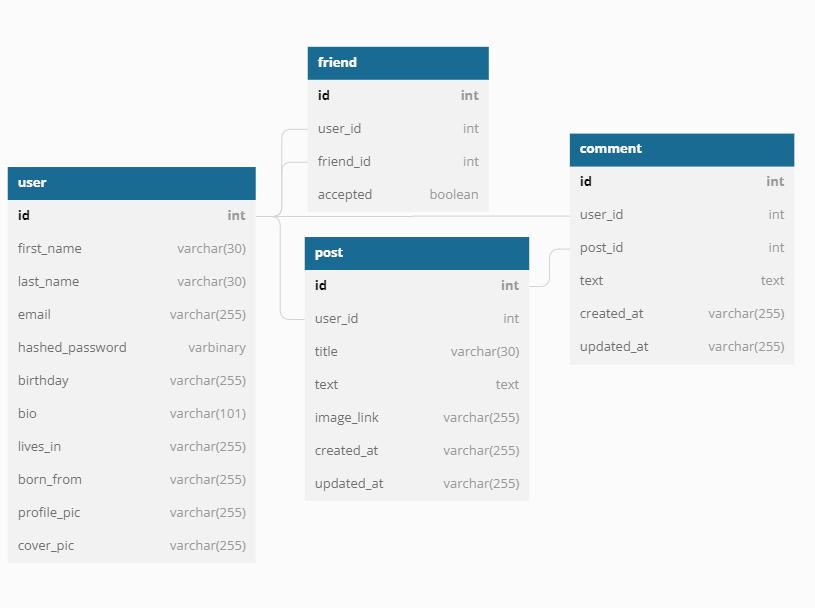 friend
id int
user_id int
friend_id int
accepted boolean
user
id int
first_name varchar(30)
last_name varchar(30)
email varchar(255)
hashed_password varbinary
birthday varchar(255)
bio varchar(101)
lives_in varchar(255)
born_from varchar(255)
profile_pic varchar(255)
cover_pic varchar(255)
post
id int
user_id int
title varchar(30)
text text
image_link varchar(255)
created_at varchar(255)
updated_at varchar(255)
comment
id int
user_id int
post_id int
text text
created_at varchar(255)
updated_at varchar(255)